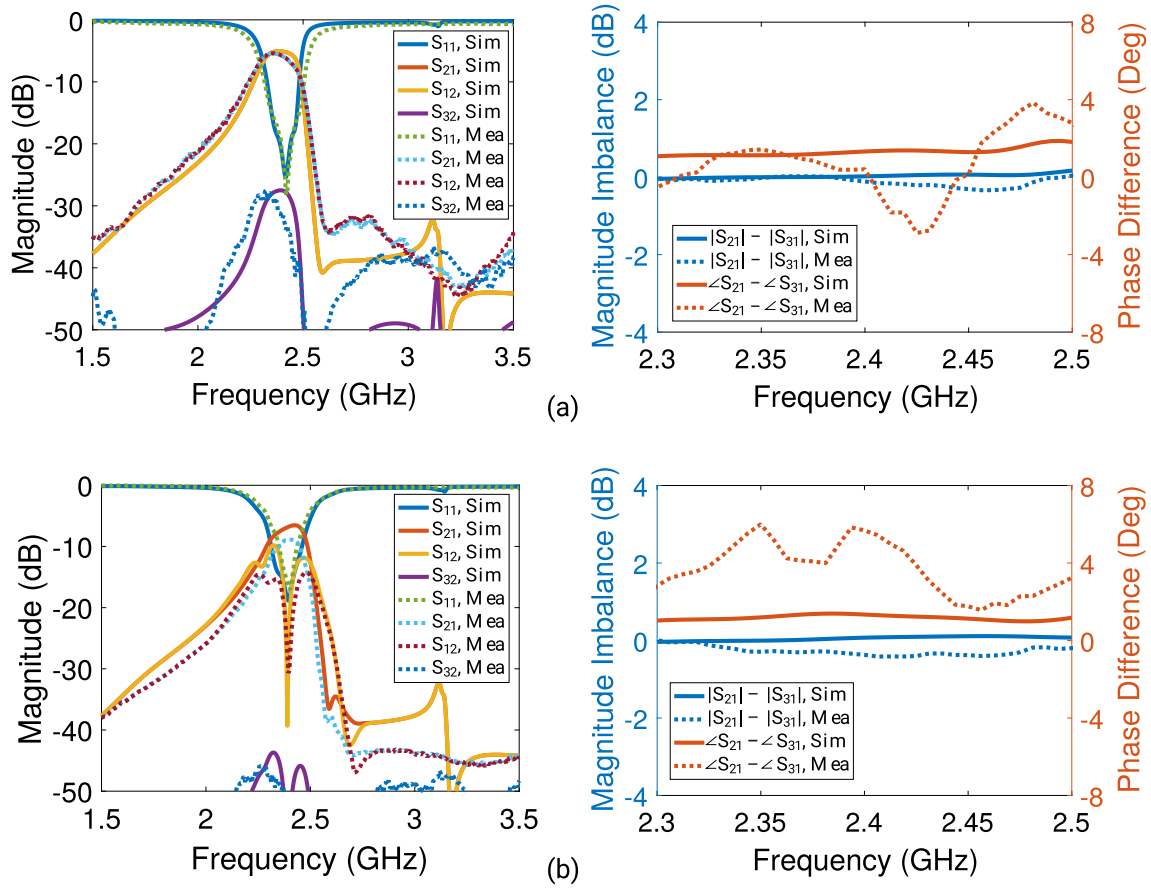 0
-10
-20
-30
-40
-50
Magnitude (dB)
1.5 2 2.5 3 3.5
Frequency (GHz)
S11, Sim
S21, Sim
S12, Sim
S32, Sim
S11, Mea
S21, Mea
S12, Mea
S32, Mea
4
2
0
-2
-4
Magnitude Imbalance (dB)
8
4
0
-4
-8
Phase Difference (Deg)
|S21| − |S31|, Sim
|S21| − |S31|, Mea
∠S21 − ∠S31, Sim
∠S21 − ∠S31, Mea
2.3 2.35 2.4 2.45 2.5
Frequency (GHz)
(a)
0
-10
-20
-30
-40
-50
Magnitude (dB)
1.5 2 2.5 3 3.5
Frequency (GHz)
S11, Sim
S21, Sim
S12, Sim
S32, Sim
S11, Mea
S21, Mea
S12, Mea
S32, Mea
4
2
0
-2
-4
Magnitude Imbalance (dB)
8
4
0
-4
-8
Phase Difference (Deg)
|S21| − |S31|, Sim
|S21| − |S31|, Mea
∠S21 − ∠S31, Sim
∠S21 − ∠S31, Mea
2.3 2.35 2.4 2.45 2.5
Frequency (GHz)
(b)